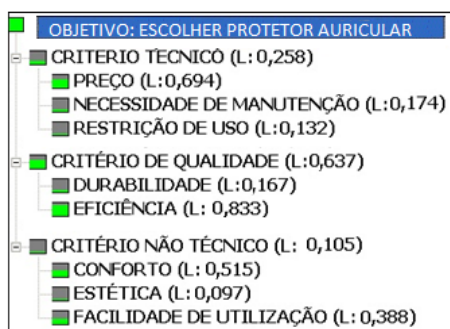 OBJETIVO: ESCOLHER PROTETOR AURICULAR
CRITERIO TECNICO (L:0,258)
PREÇO (L:0,694)
NECESSIDADE DE MANUTENÇÃO (L:0,174)
RESTRIÇÃO DE USO (L:0,132)
CRITÉRIO DE QUALIDADE (L:0,637)
DURABILIDADE (L:0,167)
EFICIÊNCIA (L: 0,833)
CRITÉRIO NÃO TÉCNICO (L: 0,105)
CONFORTO (L: 0,515)
ESTÉTICA (L:0,097)
FACILIDADE DE UTILIZAÇÃO (L: 0,388)